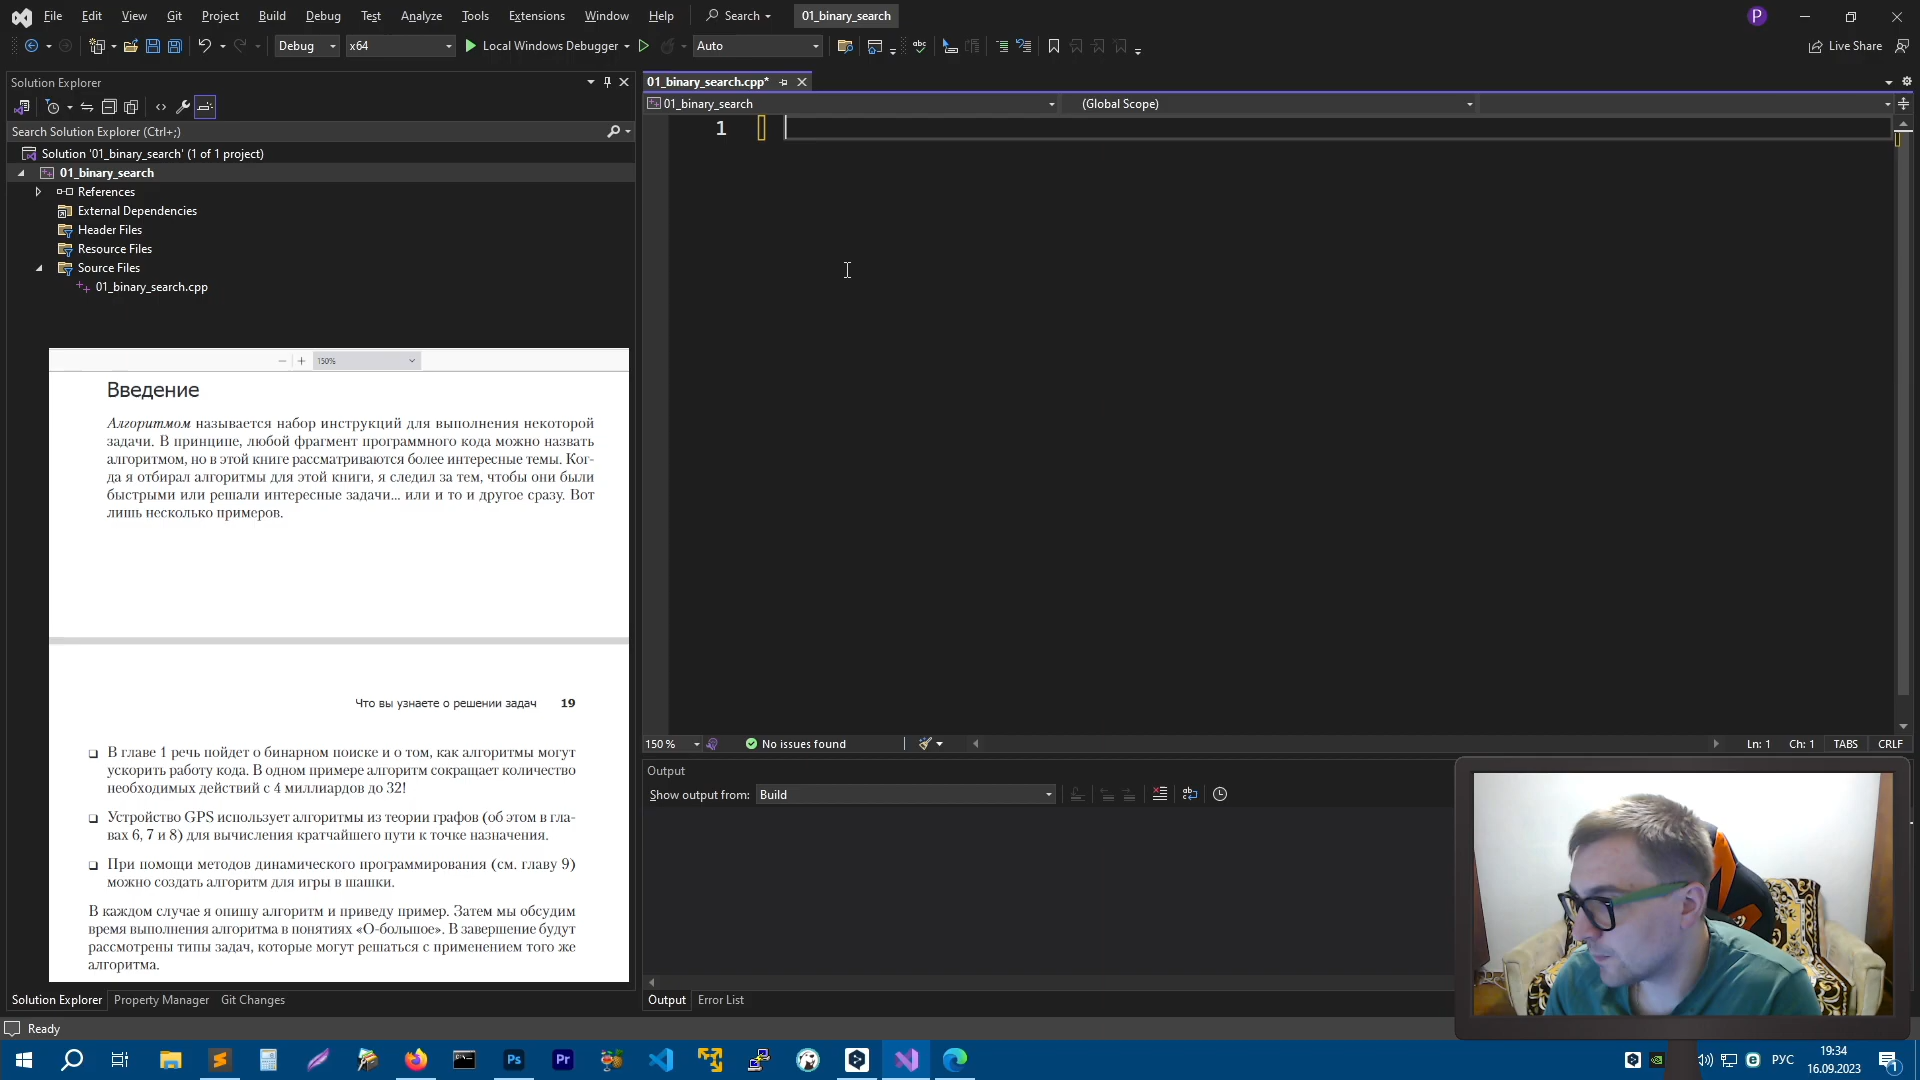 File Edit View Git Project Build Debug Test Analyze Tools Extensions Window Help Search 01_binary_search P
Debug x64 Local Windows Debugger Auto Live Share
Solution Explorer
Search Solution Explorer (Ctrl+;)
Solution '01_binary_search' (1 of 1 project)
01_binary_search
References
External Dependencies
Header Files
Resource Files
Source Files
01_binary_search.cpp
150%
Введение
Алгоритмом называется набор инструкций для выполнения некоторой
задачи. В принципе, любой фрагмент программного кода можно назвать
алгоритмом, но в этой книге рассматриваются более интересные темы. Ког-
да я отбирал алгоритмы для этой книги, я следил за тем, чтобы они были
быстрыми или решали интересные задачи... или и то и другое сразу. Вот
лишь несколько примеров.
Что вы узнаете о решении задач 19
В главе 1 речь пойдет о бинарном поиске и о том, как алгоритмы могут
ускорить работу кода. В одном примере алгоритм сокращает количество
необходимых действий с 4 миллиардов до 32!
Устройство GPS использует алгоритмы из теории графов (об этом в гла-
вах 6, 7 и 8) для вычисления кратчайшего пути к точке назначения.
При помощи методов динамического программирования (см. главу 9)
можно создать алгоритм для игры в шашки.
В каждом случае я опишу алгоритм и приведу пример. Затем мы обсудим
время выполнения алгоритма в понятиях «О-большое». В завершение будут
рассмотрены типы задач, которые могут решаться с применением того же
алгоритма.
Solution Explorer Property Manager Git Changes
01_binary_search.cpp*
01_binary_search (Global Scope)
1
150 % No issues found Ln: 1 Ch: 1 TABS CRLF
Output
Show output from: Build
Output Error List
Ready
Ps Pr РУС 19:34
16.09.2023 1